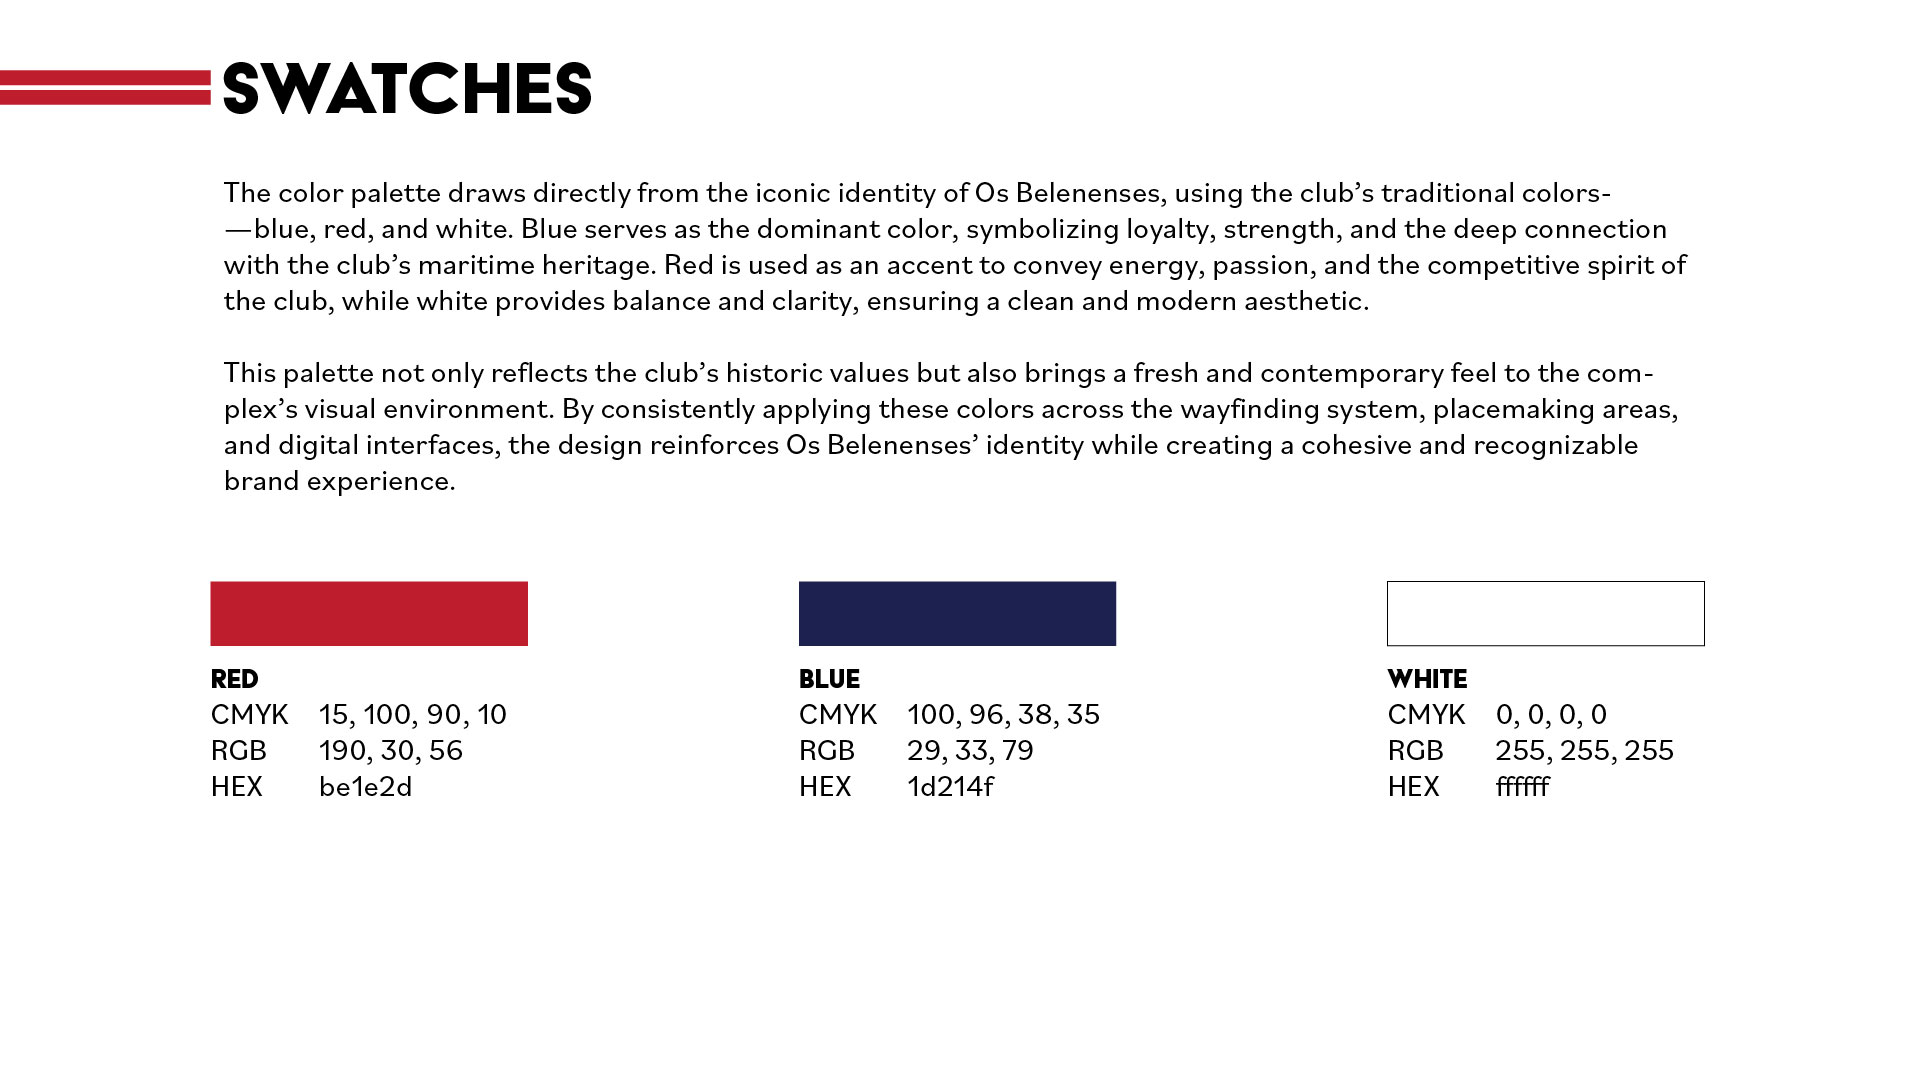 SWATCHES
The color palette draws directly from the iconic identity of Os Belenenses, using the club’s traditional colors-
—blue, red, and white. Blue serves as the dominant color, symbolizing loyalty, strength, and the deep connection
with the club’s maritime heritage. Red is used as an accent to convey energy, passion, and the competitive spirit of
the club, while white provides balance and clarity, ensuring a clean and modern aesthetic.
This palette not only reflects the club’s historic values but also brings a fresh and contemporary feel to the com-
plex’s visual environment. By consistently applying these colors across the wayfinding system, placemaking areas,
and digital interfaces, the design reinforces Os Belenenses’ identity while creating a cohesive and recognizable
brand experience.
RED
CMYK 15, 100, 90, 10
RGB 190, 30, 56
HEX be1e2d
BLUE
CMYK 100, 96, 38, 35
RGB 29, 33, 79
HEX 1d214f
WHITE
CMYK 0, 0, 0, 0
RGB 255, 255, 255
HEX ffffff